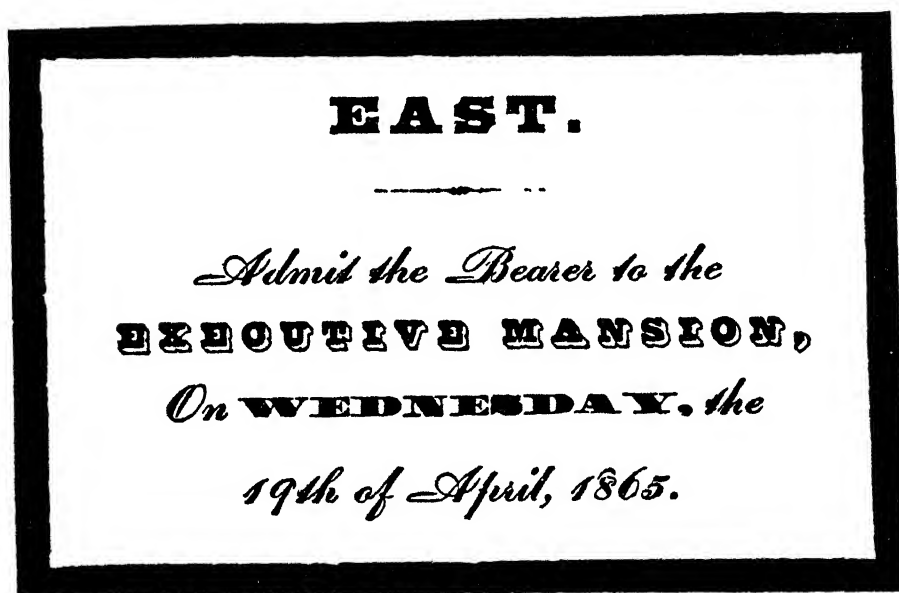 EAST.
Admit the Bearer to the
EXECUTIVE MANSION,
On WEDNESDAY, the
19th of April, 1865.